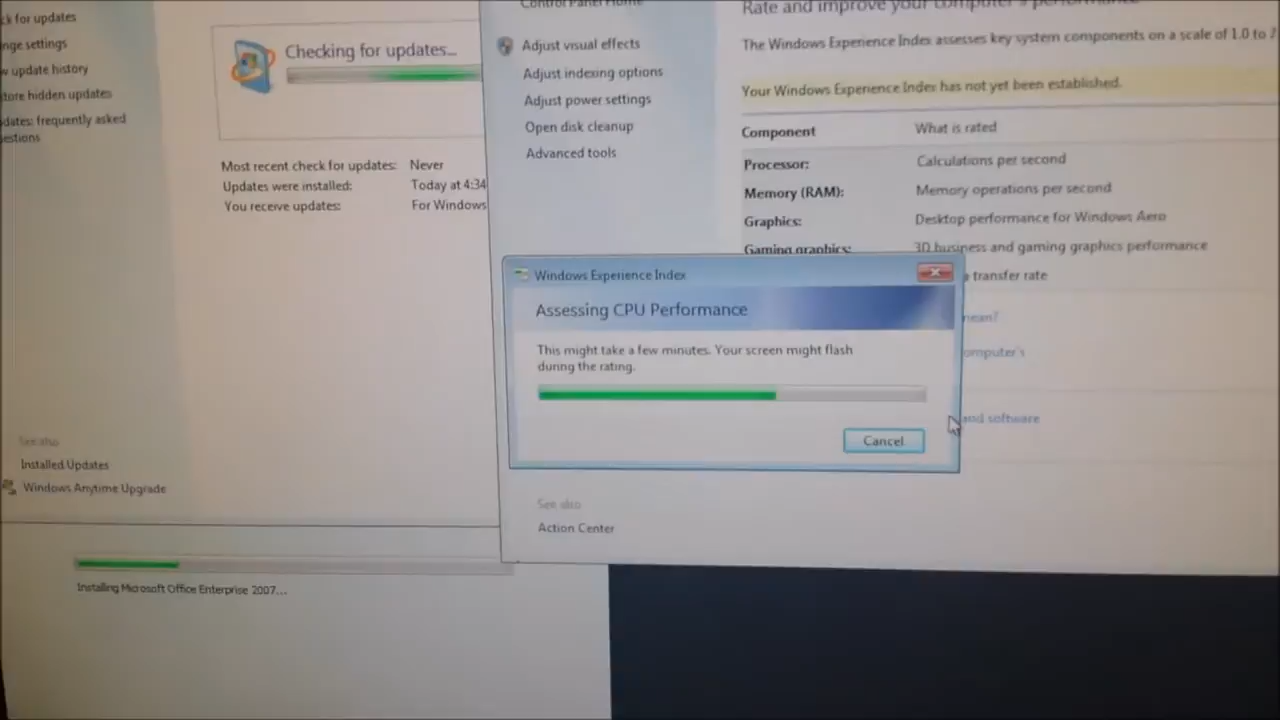 ck for updates
nge settings
w update history
tore hidden updates
dates: frequently asked
estions
Checking for updates...
Most recent check for updates: Never
Updates were installed: Today at 4:34
You receive updates: For Windows
See also
Installed Updates
Windows Anytime Upgrade
Installing Microsoft Office Enterprise 2007...
Control Panel Home
Adjust visual effects
Adjust indexing options
Adjust power settings
Open disk cleanup
Advanced tools
See also
Action Center
Rate and improve your computer's performance
The Windows Experience Index assesses key system components on a scale of 1.0 to 7
Your Windows Experience Index has not yet been established.
Component What is rated
Processor: Calculations per second
Memory (RAM): Memory operations per second
Graphics: Desktop performance for Windows Aero
Gaming graphics: 3D business and gaming graphics performance
transfer rate
mean?
omputer's
and software
Windows Experience Index
Assessing CPU Performance
This might take a few minutes. Your screen might flash
during the rating.
Cancel